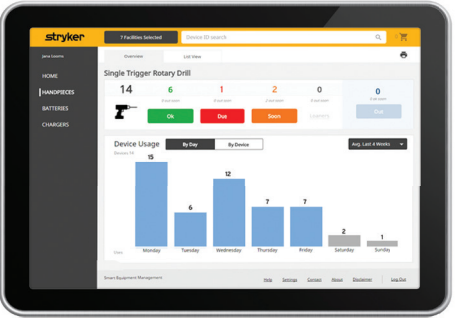 stryker
7 Facilities Selected
Device ID search
Overview
List View
HOME
HANDPIECES
BATTERIES
CHARGERS
Single Trigger Rotary Drill
14
6
1
2
0
0
Ok
Due
Soon
Out
Device Usage
By Day
By Device
Avg. Last 4 Weeks
15
6
12
7
7
2
1
Monday
Tuesday
Wednesday
Thursday
Friday
Saturday
Sunday
Smart Equipment Management
Help
Settings
Contact
About
Disclaimer
Log Out